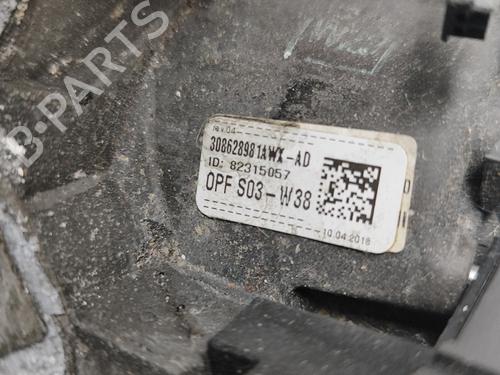 B-PARTS
rev.04
308628981AWX-AD
ID: 82315057
OPF S03-W38
10.04.2018